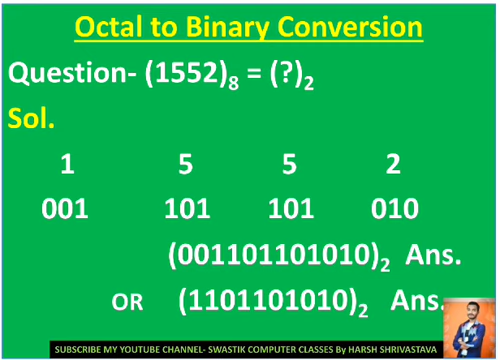 Octal to Binary Conversion
Question- (1552)₈ = (?)₂
Sol.
1 5 5 2
001 101 101 010
(001101101010)₂ Ans.
OR (1101101010)₂ Ans.
SUBSCRIBE MY YOUTUBE CHANNEL- SWASTIK COMPUTER CLASSES By HARSH SHRIVASTAVA